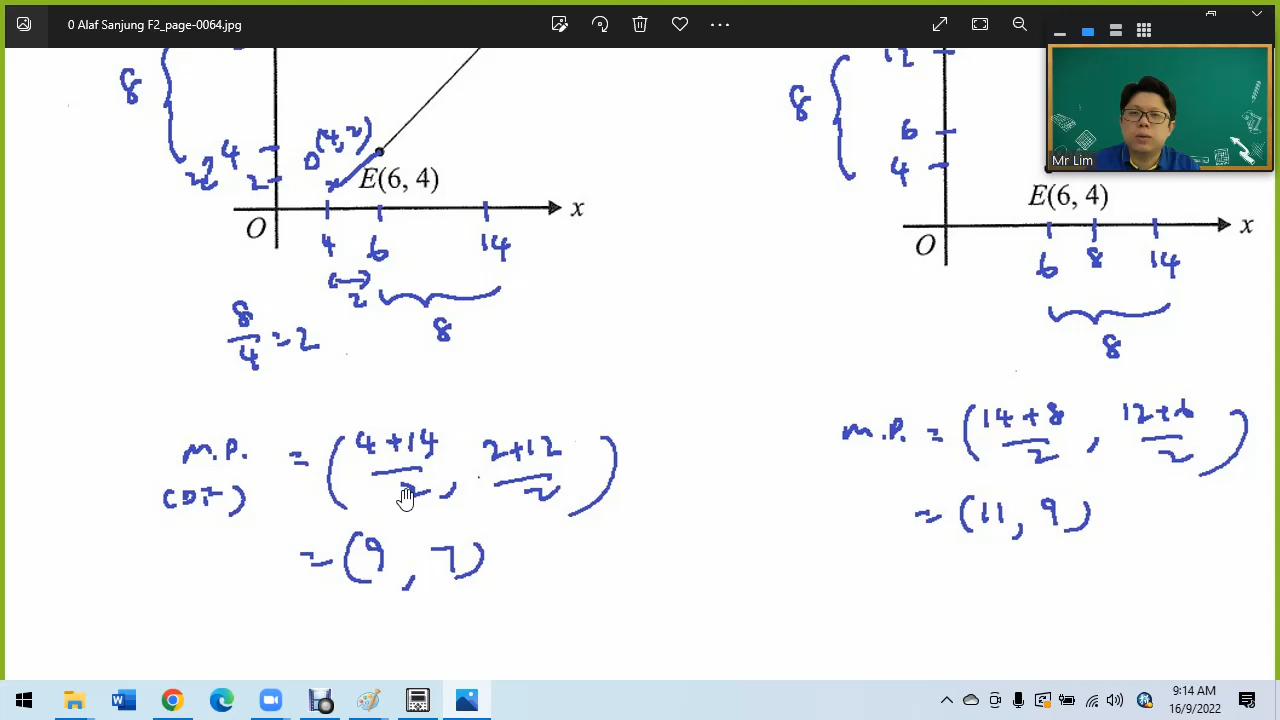 0 Alaf Sanjung F2_page-0064.jpg
8
4
2
2
D(4,2)
E(6, 4)
O
x
4
6
14
2
8
8/4 = 2
M.P. = (4+14/2, 2+12/2)
(DF)
= (9, 7)
12
8
6
4
E(6, 4)
O
x
6
8
14
8
M.P. = (14+8/2, 12+6/2)
= (11, 9)
Mr Lim
9:14 AM
16/9/2022